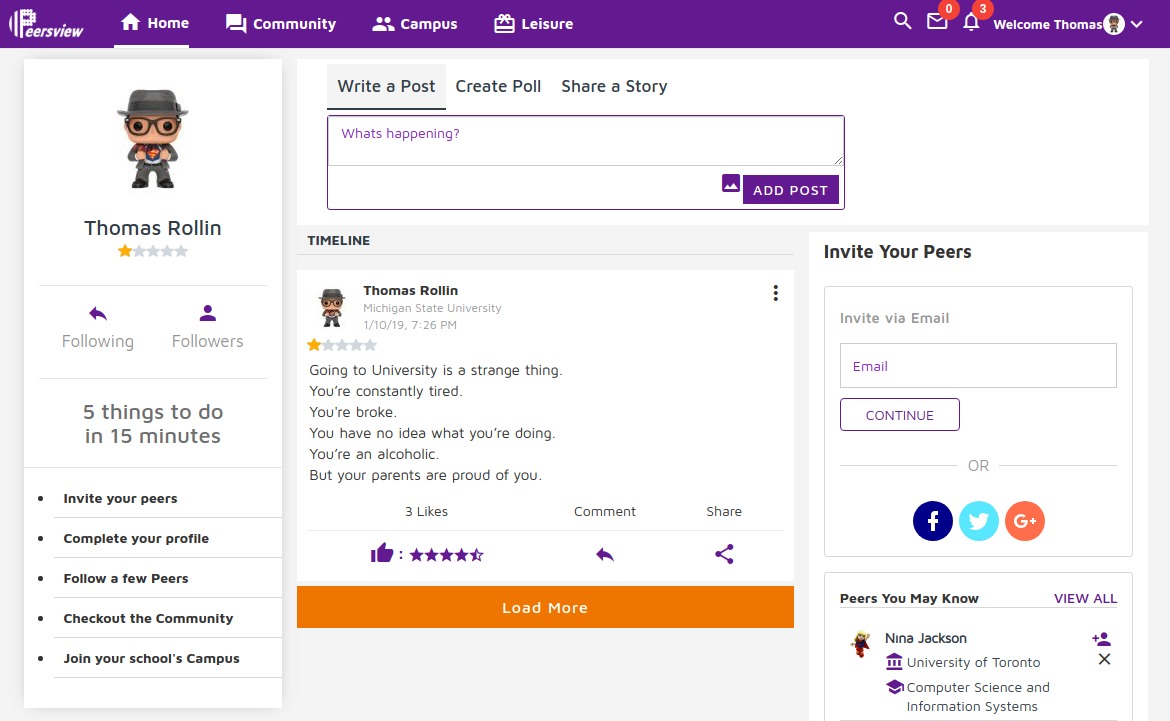 Peersview
Home
Community
Campus
Leisure
0
3
Welcome Thomas
Thomas Rollin
Following
Followers
5 things to do
in 15 minutes
Invite your peers
Complete your profile
Follow a few Peers
Checkout the Community
Join your school's Campus
Write a Post
Create Poll
Share a Story
Whats happening?
ADD POST
TIMELINE
Thomas Rollin
Michigan State University
1/10/19, 7:26 PM
Going to University is a strange thing.
You’re constantly tired.
You're broke.
You have no idea what you’re doing.
You’re an alcoholic.
But your parents are proud of you.
3 Likes
Comment
Share
:
Load More
Invite Your Peers
Invite via Email
Email
CONTINUE
OR
f
G+
Peers You May Know
VIEW ALL
Nina Jackson
University of Toronto
Computer Science and
Information Systems